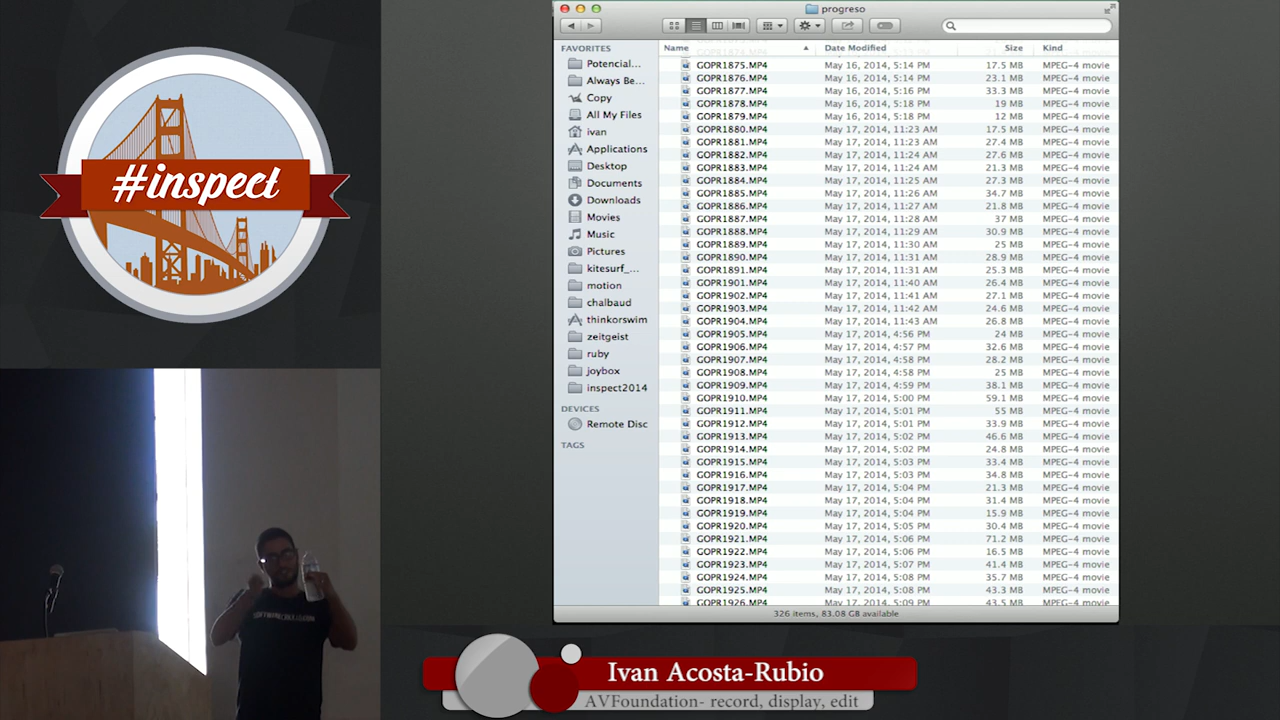 #inspect
progreso
FAVORITES
Potencial...
Always Be...
Copy
All My Files
ivan
Applications
Desktop
Documents
Downloads
Movies
Music
Pictures
kitesurf_...
motion
chalbaud
thinkorswim
zeitgeist
ruby
joybox
inspect2014
DEVICES
Remote Disc
TAGS
Name Date Modified Size Kind
GOPR1875.MP4 May 16, 2014, 5:14 PM 17.5 MB MPEG-4 movie
GOPR1876.MP4 May 16, 2014, 5:14 PM 23.1 MB MPEG-4 movie
GOPR1877.MP4 May 16, 2014, 5:16 PM 33.3 MB MPEG-4 movie
GOPR1878.MP4 May 16, 2014, 5:18 PM 19 MB MPEG-4 movie
GOPR1879.MP4 May 16, 2014, 5:18 PM 12 MB MPEG-4 movie
GOPR1880.MP4 May 17, 2014, 11:23 AM 17.5 MB MPEG-4 movie
GOPR1881.MP4 May 17, 2014, 11:23 AM 27.4 MB MPEG-4 movie
GOPR1882.MP4 May 17, 2014, 11:24 AM 27.6 MB MPEG-4 movie
GOPR1883.MP4 May 17, 2014, 11:24 AM 21.3 MB MPEG-4 movie
GOPR1884.MP4 May 17, 2014, 11:25 AM 27.3 MB MPEG-4 movie
GOPR1885.MP4 May 17, 2014, 11:26 AM 34.7 MB MPEG-4 movie
GOPR1886.MP4 May 17, 2014, 11:27 AM 21.8 MB MPEG-4 movie
GOPR1887.MP4 May 17, 2014, 11:28 AM 37 MB MPEG-4 movie
GOPR1888.MP4 May 17, 2014, 11:29 AM 30.9 MB MPEG-4 movie
GOPR1889.MP4 May 17, 2014, 11:30 AM 25 MB MPEG-4 movie
GOPR1890.MP4 May 17, 2014, 11:31 AM 28.9 MB MPEG-4 movie
GOPR1891.MP4 May 17, 2014, 11:31 AM 25.3 MB MPEG-4 movie
GOPR1901.MP4 May 17, 2014, 11:40 AM 26.4 MB MPEG-4 movie
GOPR1902.MP4 May 17, 2014, 11:41 AM 27.1 MB MPEG-4 movie
GOPR1903.MP4 May 17, 2014, 11:42 AM 24.6 MB MPEG-4 movie
GOPR1904.MP4 May 17, 2014, 11:43 AM 26.8 MB MPEG-4 movie
GOPR1905.MP4 May 17, 2014, 4:56 PM 24 MB MPEG-4 movie
GOPR1906.MP4 May 17, 2014, 4:57 PM 32.6 MB MPEG-4 movie
GOPR1907.MP4 May 17, 2014, 4:58 PM 28.2 MB MPEG-4 movie
GOPR1908.MP4 May 17, 2014, 4:58 PM 25 MB MPEG-4 movie
GOPR1909.MP4 May 17, 2014, 4:59 PM 38.1 MB MPEG-4 movie
GOPR1910.MP4 May 17, 2014, 5:00 PM 59.1 MB MPEG-4 movie
GOPR1911.MP4 May 17, 2014, 5:01 PM 55 MB MPEG-4 movie
GOPR1912.MP4 May 17, 2014, 5:01 PM 33.9 MB MPEG-4 movie
GOPR1913.MP4 May 17, 2014, 5:02 PM 46.6 MB MPEG-4 movie
GOPR1914.MP4 May 17, 2014, 5:02 PM 24.8 MB MPEG-4 movie
GOPR1915.MP4 May 17, 2014, 5:03 PM 33.4 MB MPEG-4 movie
GOPR1916.MP4 May 17, 2014, 5:03 PM 34.8 MB MPEG-4 movie
GOPR1917.MP4 May 17, 2014, 5:04 PM 21.3 MB MPEG-4 movie
GOPR1918.MP4 May 17, 2014, 5:04 PM 31.4 MB MPEG-4 movie
GOPR1919.MP4 May 17, 2014, 5:04 PM 15.9 MB MPEG-4 movie
GOPR1920.MP4 May 17, 2014, 5:05 PM 30.4 MB MPEG-4 movie
GOPR1921.MP4 May 17, 2014, 5:06 PM 71.2 MB MPEG-4 movie
GOPR1922.MP4 May 17, 2014, 5:06 PM 16.5 MB MPEG-4 movie
GOPR1923.MP4 May 17, 2014, 5:07 PM 41.4 MB MPEG-4 movie
GOPR1924.MP4 May 17, 2014, 5:08 PM 35.7 MB MPEG-4 movie
GOPR1925.MP4 May 17, 2014, 5:08 PM 43.3 MB MPEG-4 movie
GOPR1926.MP4 May 17, 2014, 5:09 PM 43.5 MB MPEG-4 movie
326 items, 83.08 GB available
Ivan Acosta-Rubio
AVFoundation- record, display, edit